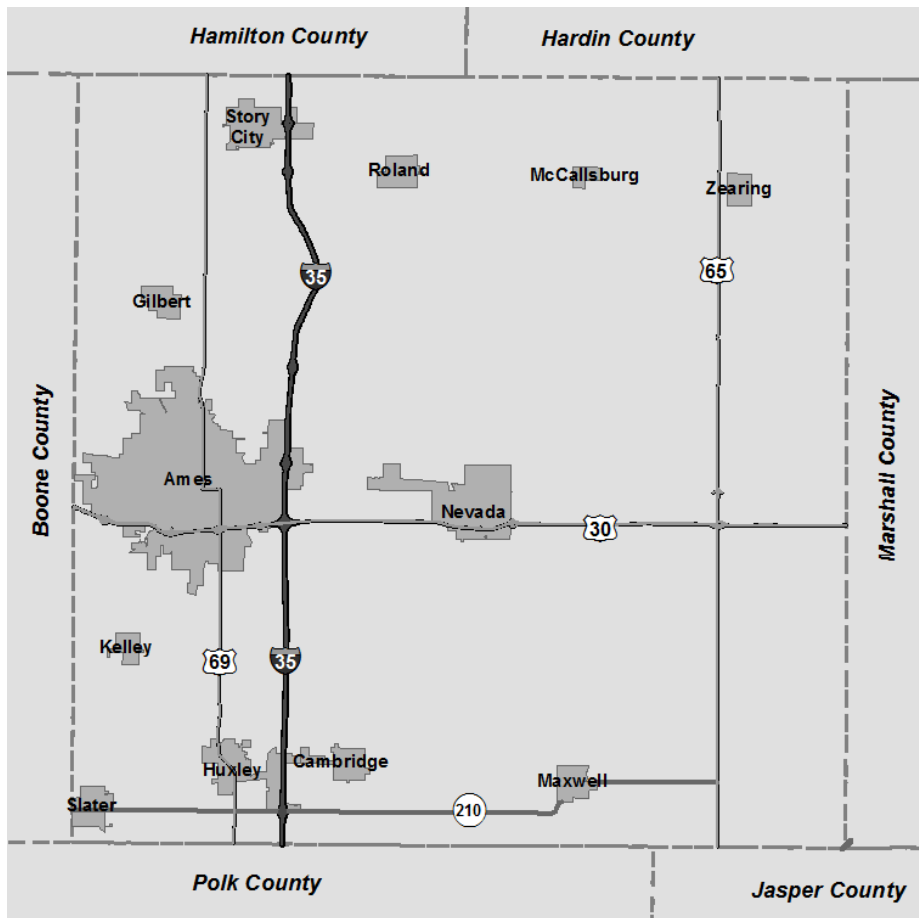 Hamilton County
Hardin County
Story
City
Roland
McCallsburg
Zearing
35
65
Gilbert
Boone County
Marshall County
Ames
Nevada
30
Kelley
69
35
Huxley
Cambridge
Maxwell
Slater
210
Polk County
Jasper County